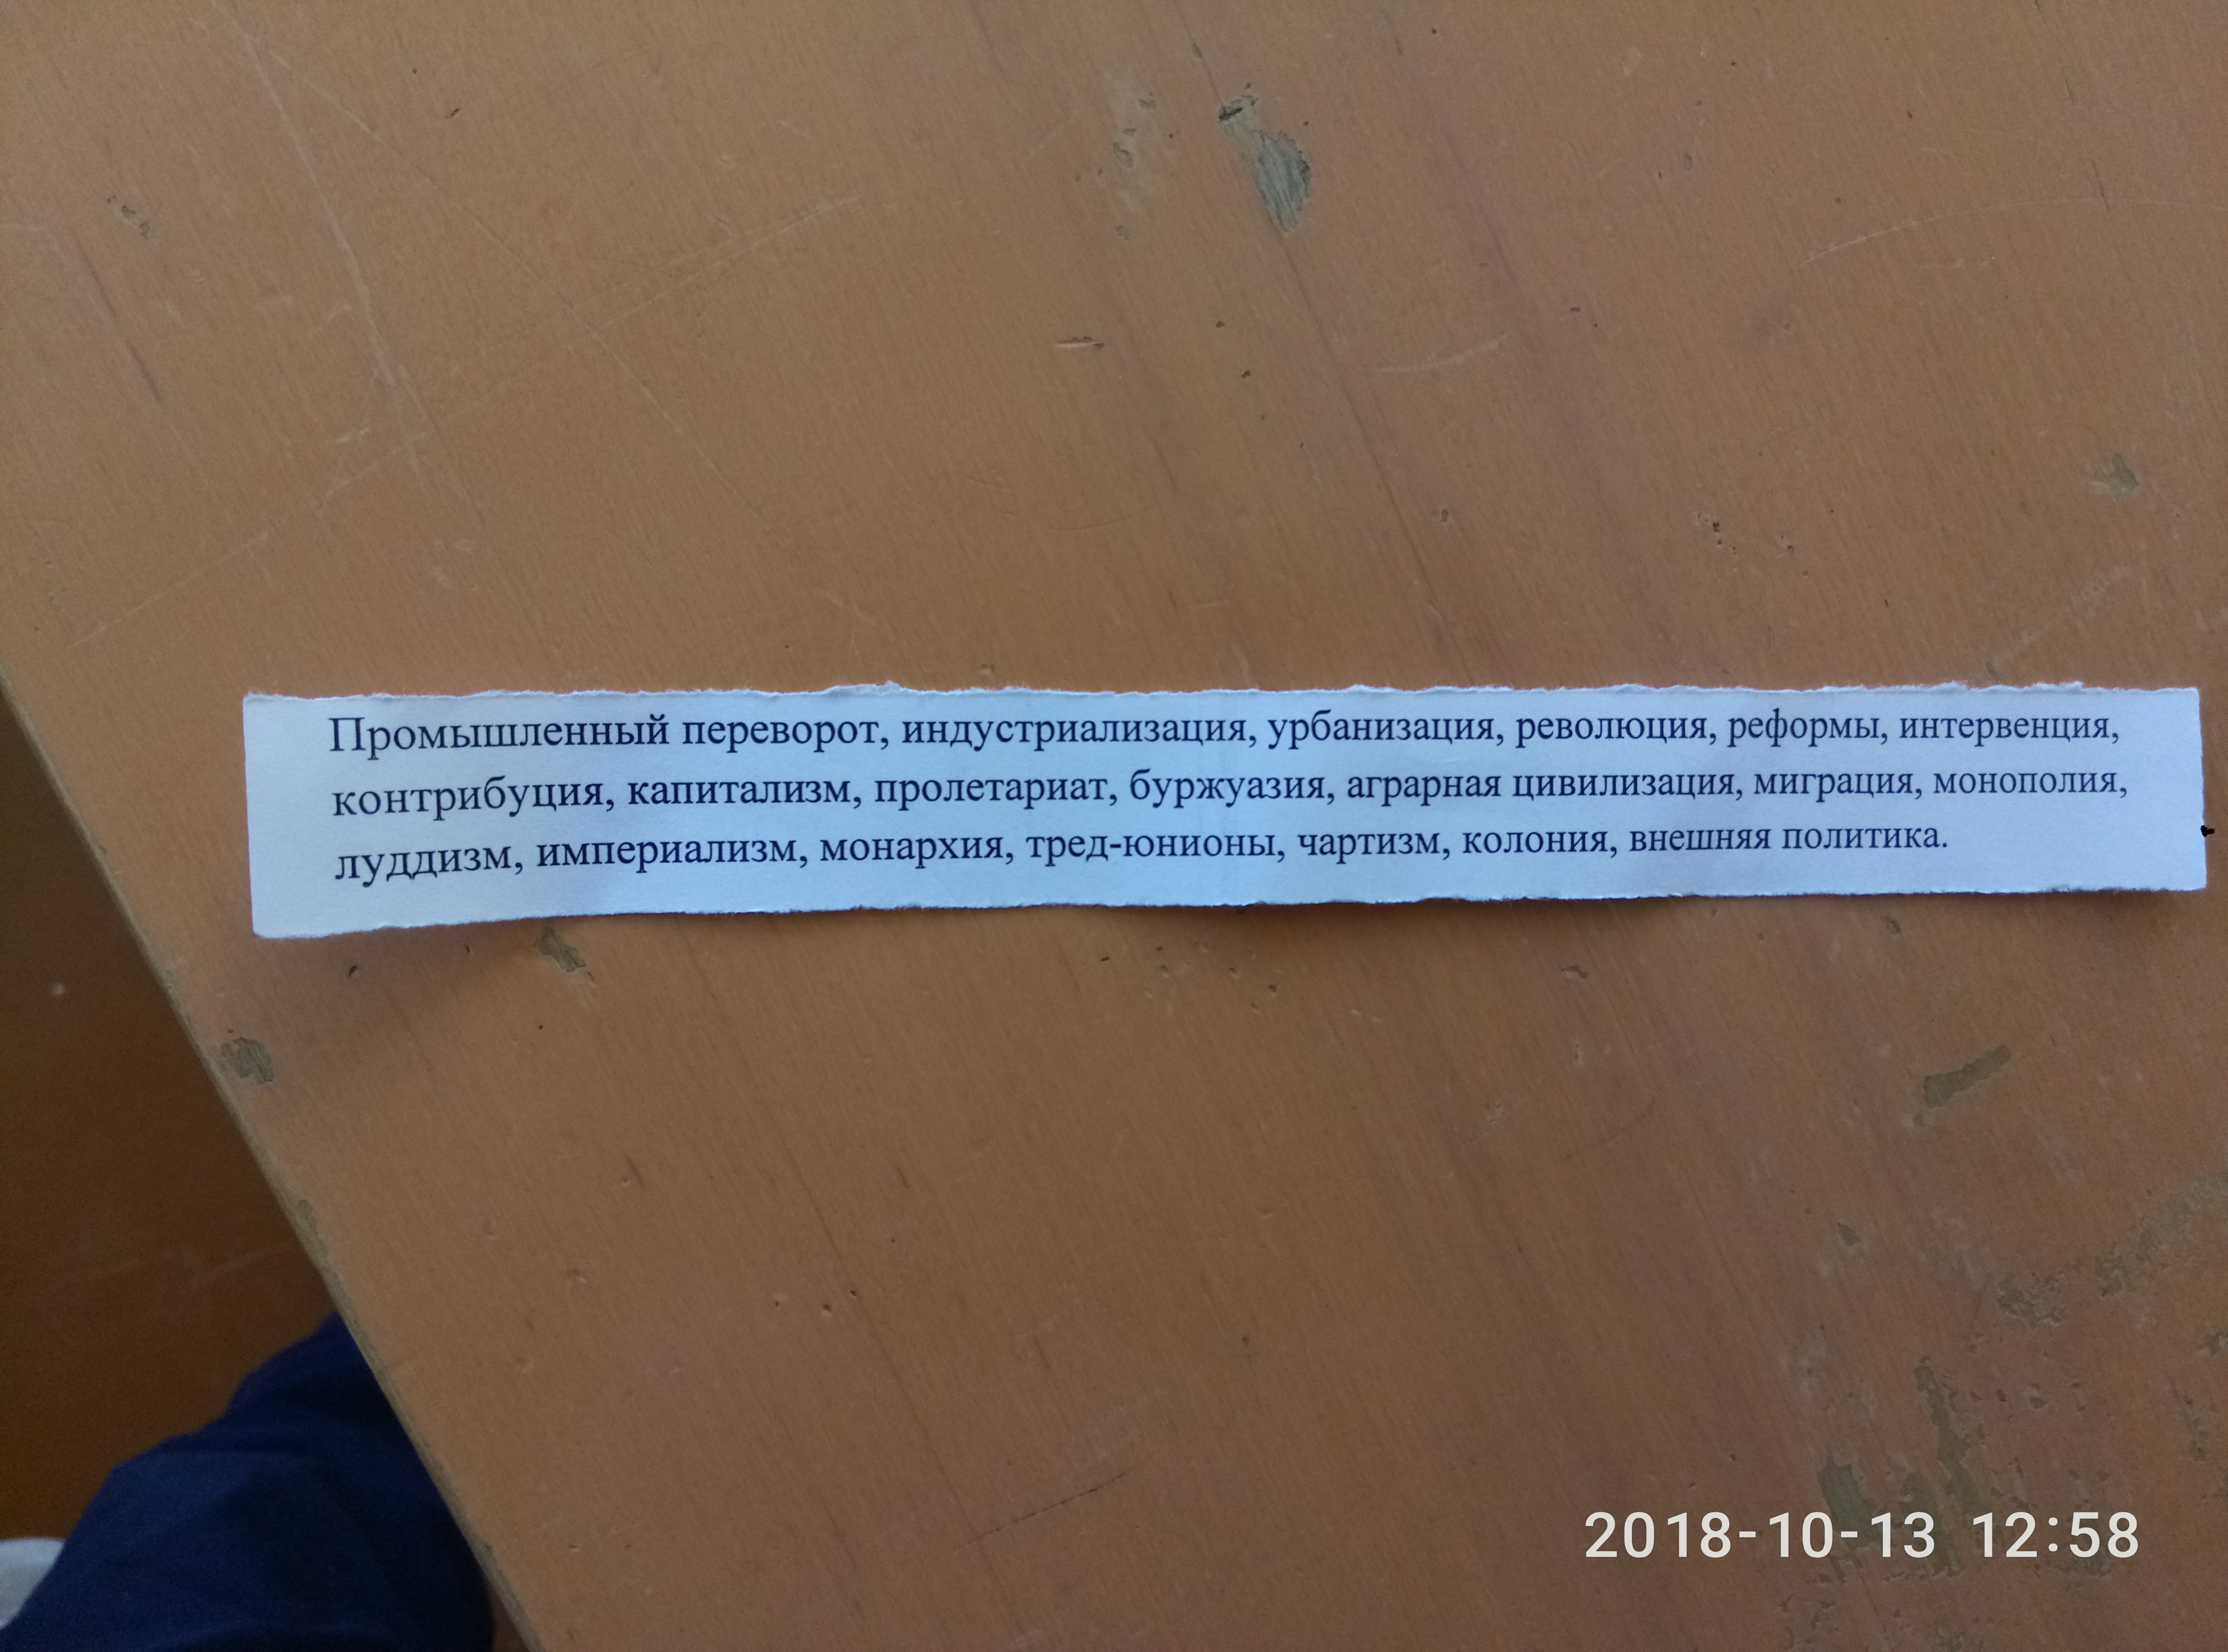 Промышленный переворот, индустриализация, урбанизация, революция, реформы, интервенция,
контрибуция, капитализм, пролетариат, буржуазия, аграрная цивилизация, миграция, монополия,
луддизм, империализм, монархия, тред-юнионы, чартизм, колония, внешняя политика.
2018-10-13 12:58